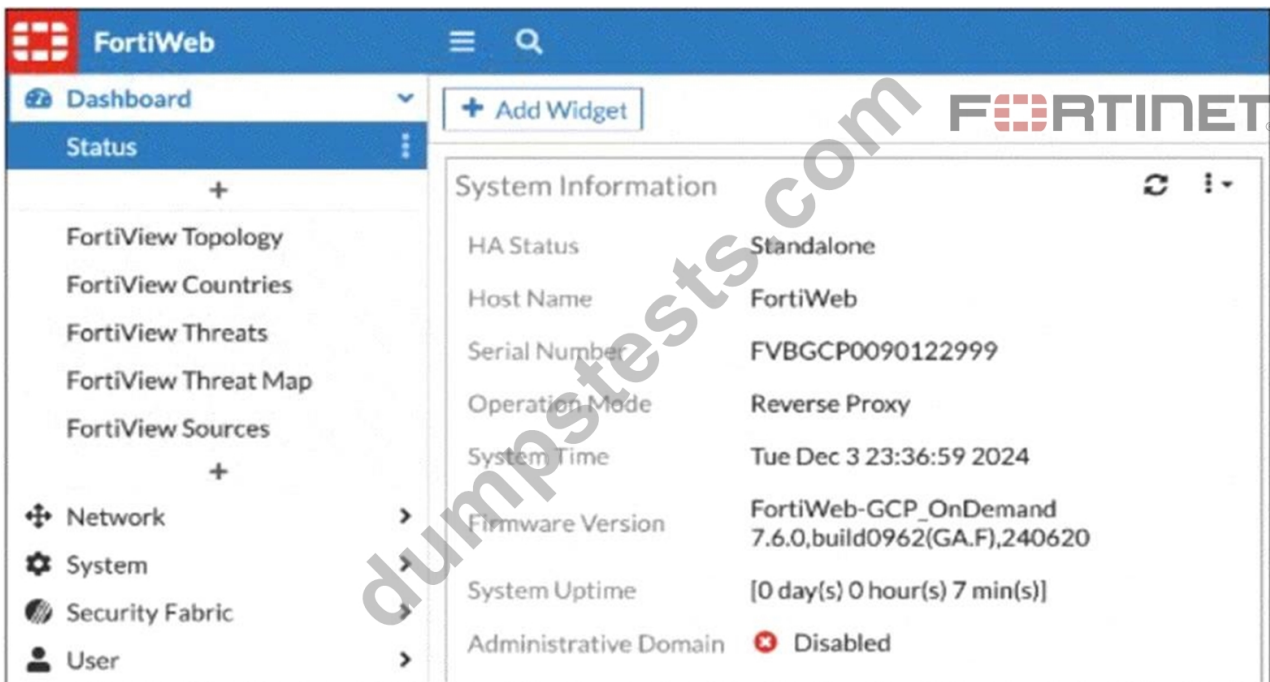 FortiWeb
Dashboard
Status
+
FortiView Topology
FortiView Countries
FortiView Threats
FortiView Threat Map
FortiView Sources
+
Network
System
Security Fabric
User
+ Add Widget
FORTINET
System Information
HA Status Standalone
Host Name FortiWeb
Serial Number FVBGCP0090122999
Operation Mode Reverse Proxy
System Time Tue Dec 3 23:36:59 2024
Firmware Version FortiWeb-GCP_OnDemand
7.6.0,build0962(GA.F),240620
System Uptime [0 day(s) 0 hour(s) 7 min(s)]
Administrative Domain Disabled
dumpstests.com